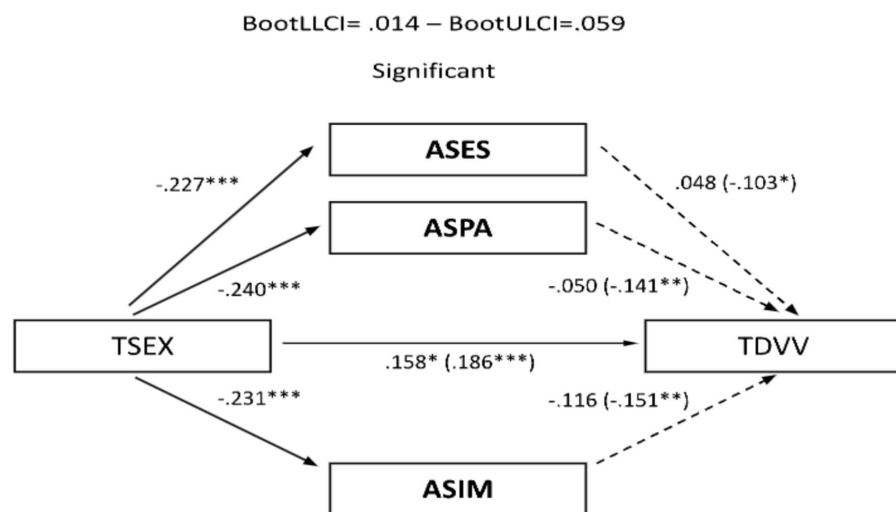 BootLLCI= .014 – BootULCI=.059
Significant
ASES
-.227***
.048 (-.103*)
ASPA
-.240***
-.050 (-.141**)
TSEX
TDVV
.158* (.186***)
-.231***
-.116 (-.151**)
ASIM